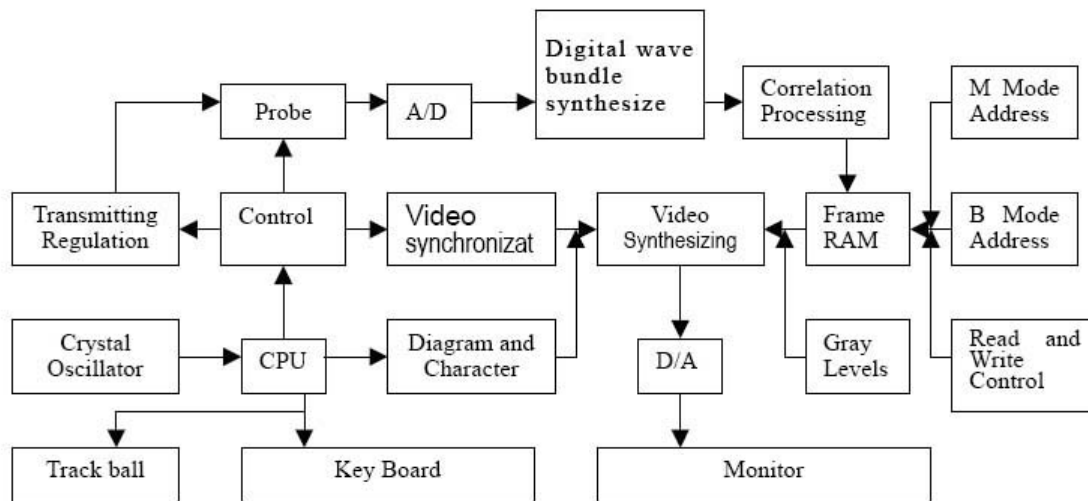 Digital wave
bundle
synthesize
Probe
A/D
Correlation
Processing
M Mode
Address
Transmitting
Regulation
Control
Video
synchronizat
Video
Synthesizing
Frame
RAM
B Mode
Address
Crystal
Oscillator
CPU
Diagram and
Character
D/A
Gray
Levels
Read and
Write
Control
Track ball
Key Board
Monitor